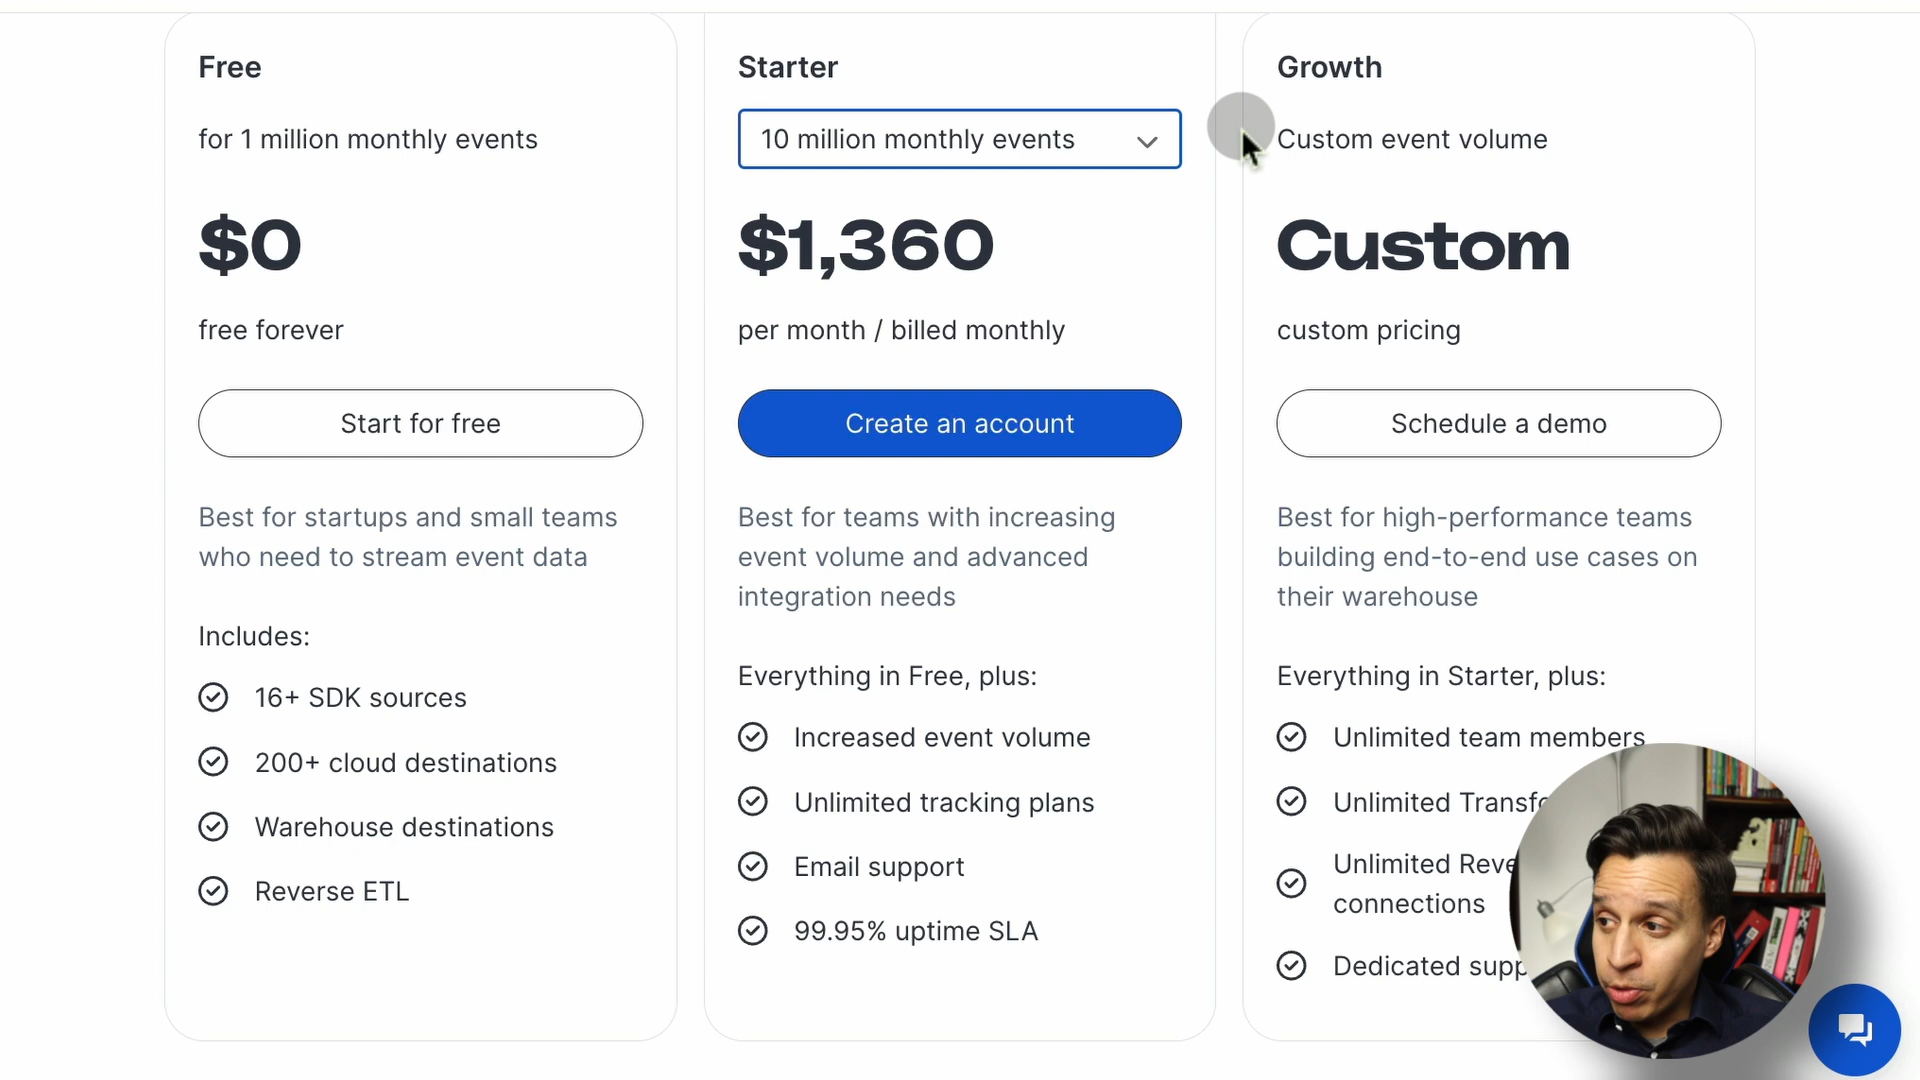 Free
for 1 million monthly events
$0
free forever
Start for free
Best for startups and small teams
who need to stream event data
Includes:
16+ SDK sources
200+ cloud destinations
Warehouse destinations
Reverse ETL
Starter
10 million monthly events
$1,360
per month / billed monthly
Create an account
Best for teams with increasing
event volume and advanced
integration needs
Everything in Free, plus:
Increased event volume
Unlimited tracking plans
Email support
99.95% uptime SLA
Growth
Custom event volume
Custom
custom pricing
Schedule a demo
Best for high-performance teams
building end-to-end use cases on
their warehouse
Everything in Starter, plus:
Unlimited team members
Unlimited
Unlimited
connections
Dedicated